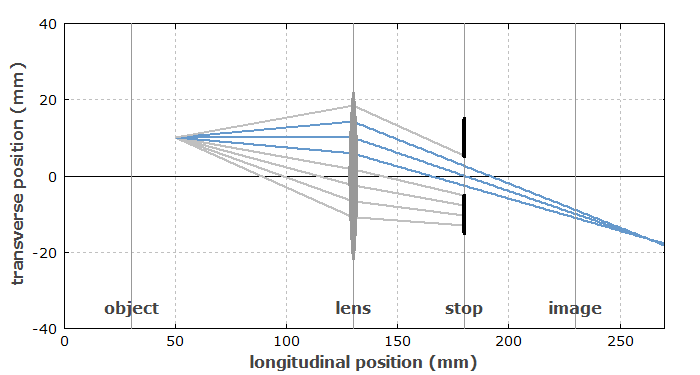 transverse position (mm)
40
20
0
-20
-40
object
lens
stop
image
0
50
100
150
200
250
longitudinal position (mm)